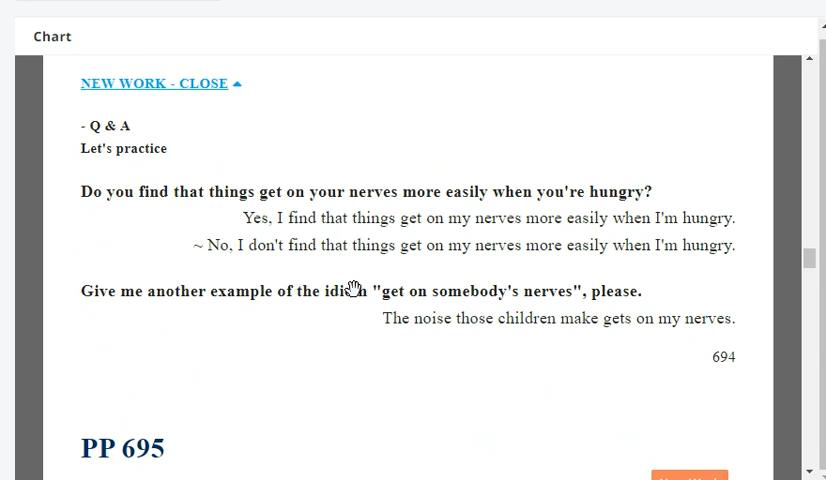 Chart
NEW WORK - CLOSE
- Q & A
Let's practice
Do you find that things get on your nerves more easily when you're hungry?
Yes, I find that things get on my nerves more easily when I'm hungry.
~ No, I don't find that things get on my nerves more easily when I'm hungry.
Give me another example of the "get on somebody's nerves", please.
The noise those children make gets on my nerves.
694
PP 695